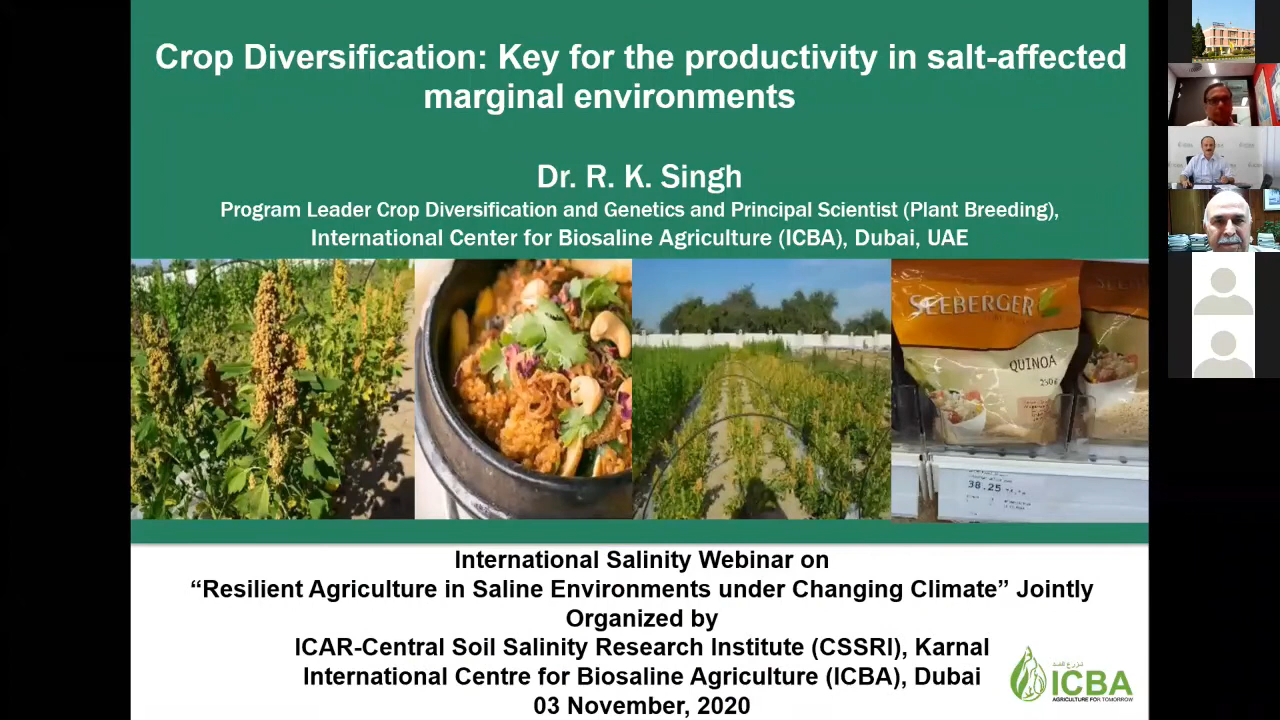 Crop Diversification: Key for the productivity in salt-affected
marginal environments
Dr. R. K. Singh
Program Leader Crop Diversification and Genetics and Principal Scientist (Plant Breeding),
International Center for Biosaline Agriculture (ICBA), Dubai, UAE
SEEBERGER
QUINOA
250g
38.25
International Salinity Webinar on
“Resilient Agriculture in Saline Environments under Changing Climate” Jointly
Organized by
ICAR-Central Soil Salinity Research Institute (CSSRI), Karnal
International Centre for Biosaline Agriculture (ICBA), Dubai
03 November, 2020
ICBA
AGRICULTURE FOR TOMORROW